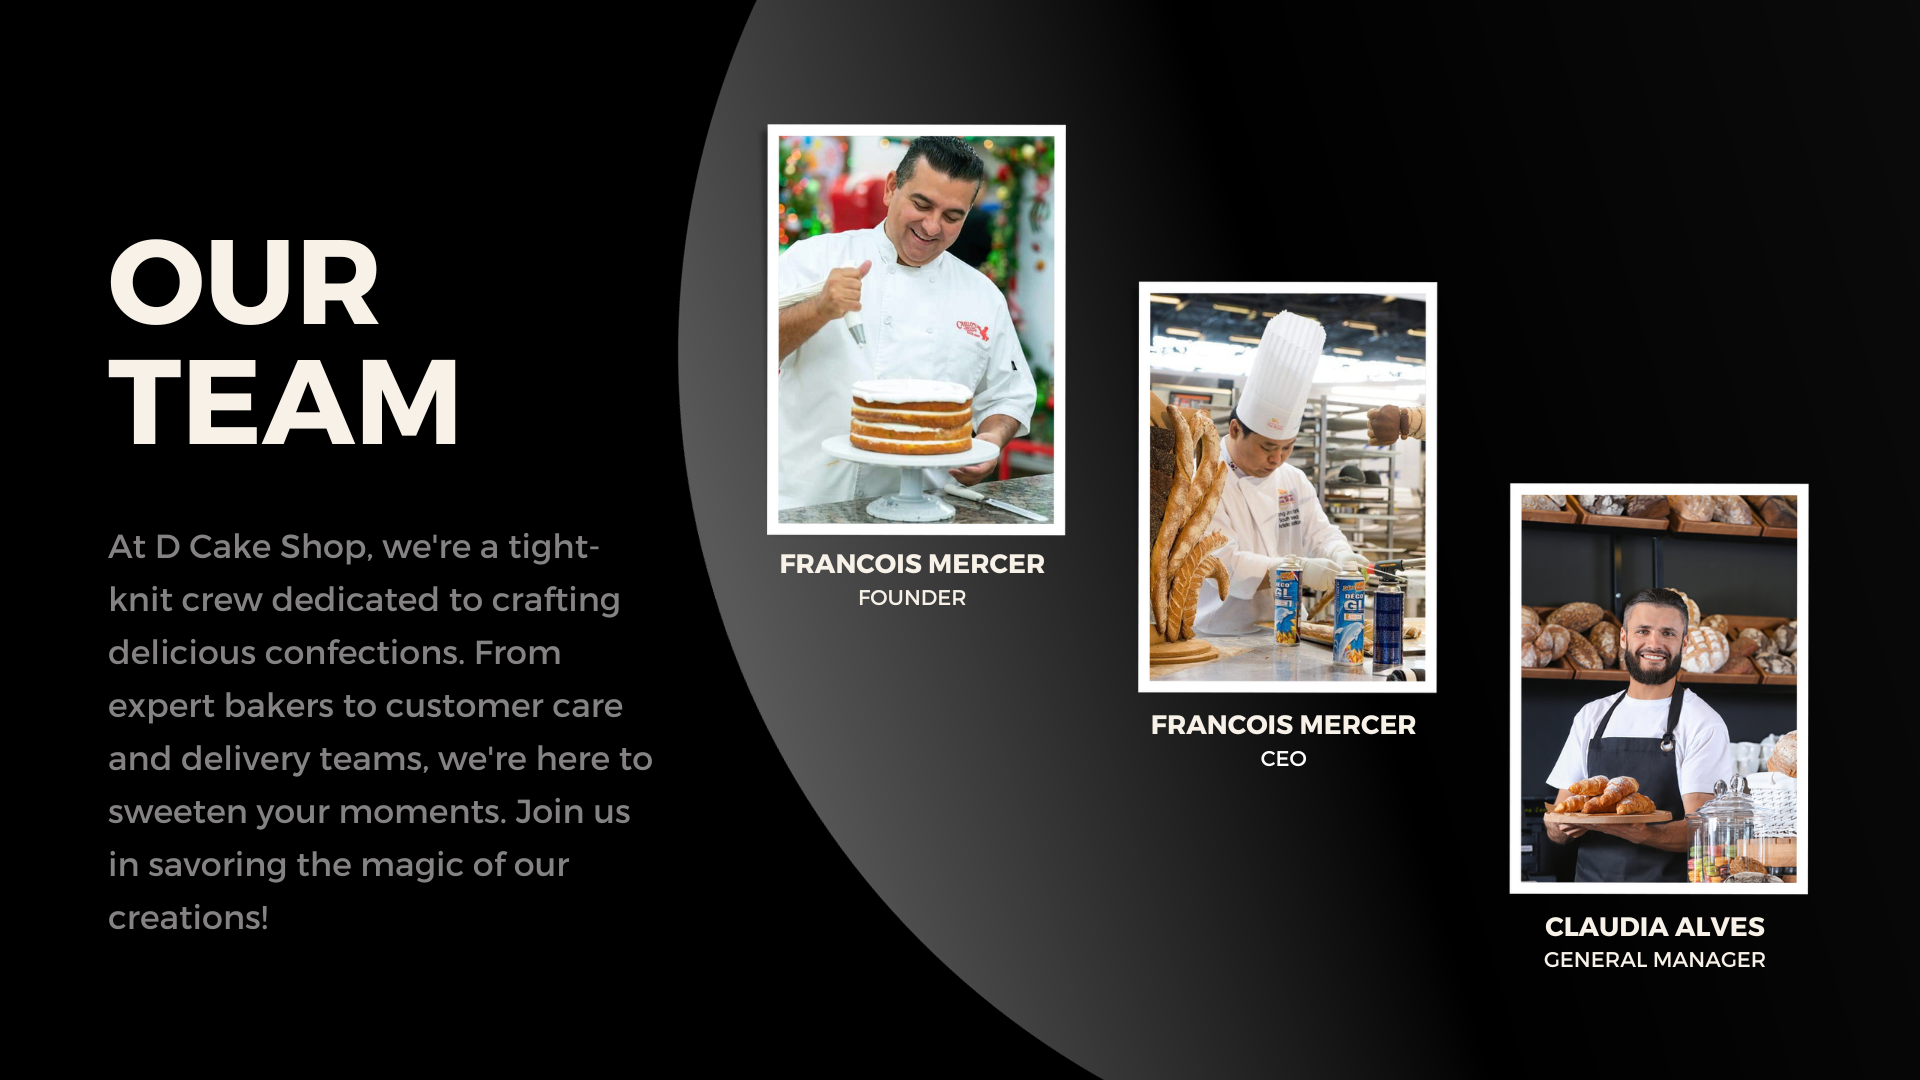 OUR
TEAM
At D Cake Shop, we're a tight-
knit crew dedicated to crafting
delicious confections. From
expert bakers to customer care
and delivery teams, we're here to
sweeten your moments. Join us
in savoring the magic of our
creations!
FRANCOIS MERCER
FOUNDER
FRANCOIS MERCER
CEO
CLAUDIA ALVES
GENERAL MANAGER